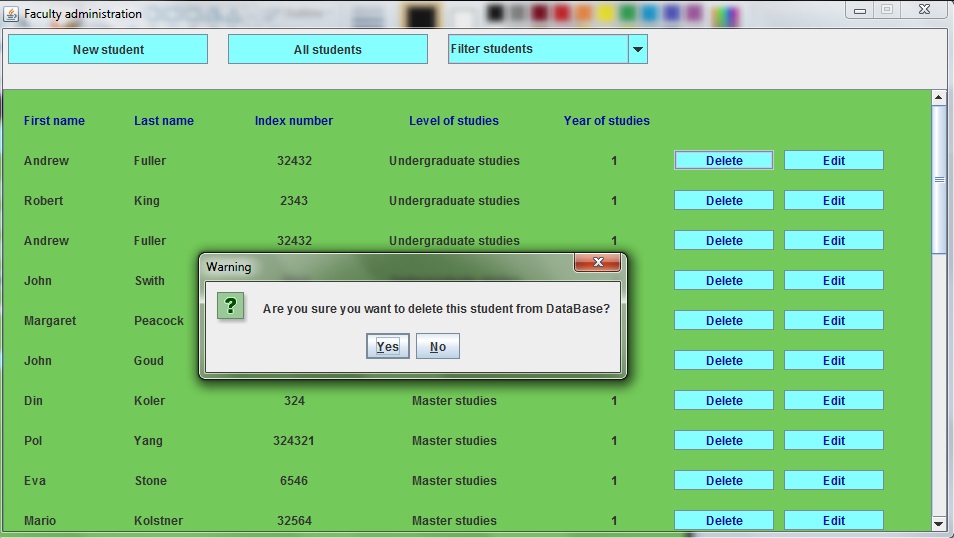 Faculty administration
New student All students Filter students
First name Last name Index number Level of studies Year of studies
Andrew Fuller 32432 Undergraduate studies 1 Delete Edit
Robert King 2343 Undergraduate studies 1 Delete Edit
Andrew Fuller 32432 Undergraduate studies 1 Delete Edit
John Swith Delete Edit
Warning
Are you sure you want to delete this student from DataBase?
Yes No
Margaret Peacock Delete Edit
John Goud Delete Edit
Din Koler 324 Master studies 1 Delete Edit
Pol Yang 324321 Master studies 1 Delete Edit
Eva Stone 6546 Master studies 1 Delete Edit
Mario Kolstner 32564 Master studies 1 Delete Edit